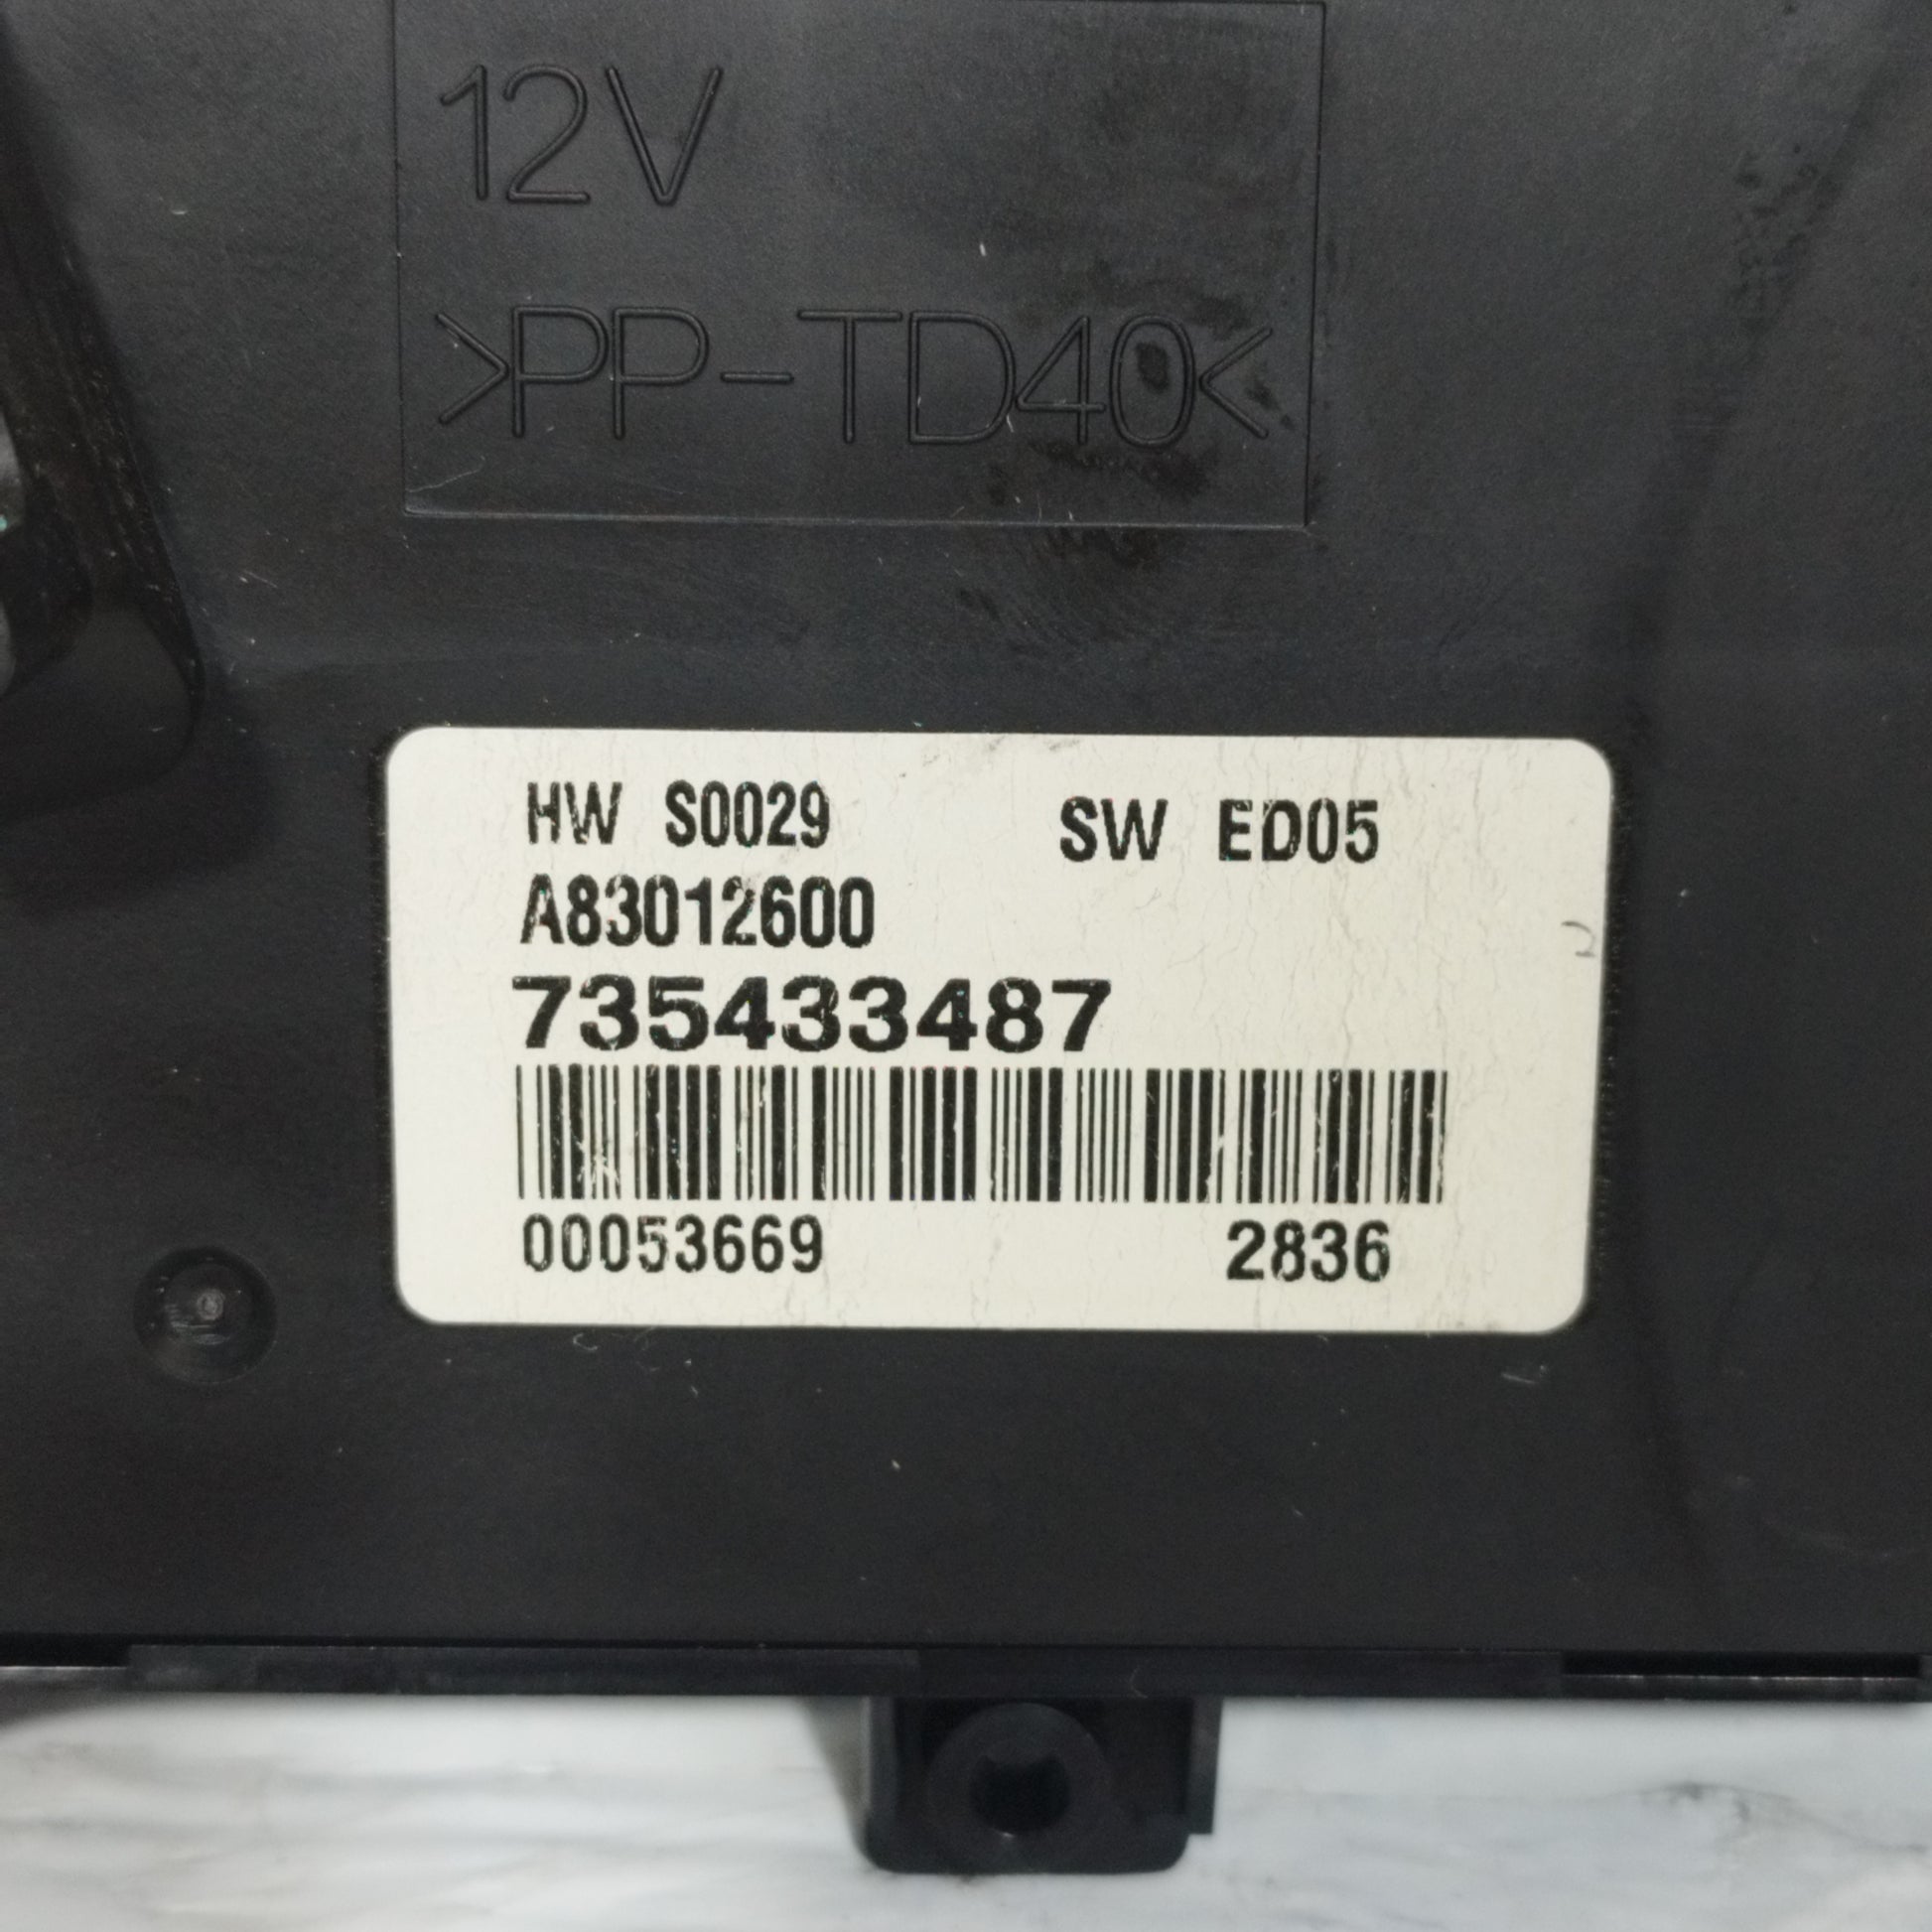 12V
>PP-TD40<
HW S0029 SW ED05
A83012600
735433487
00053669 2836